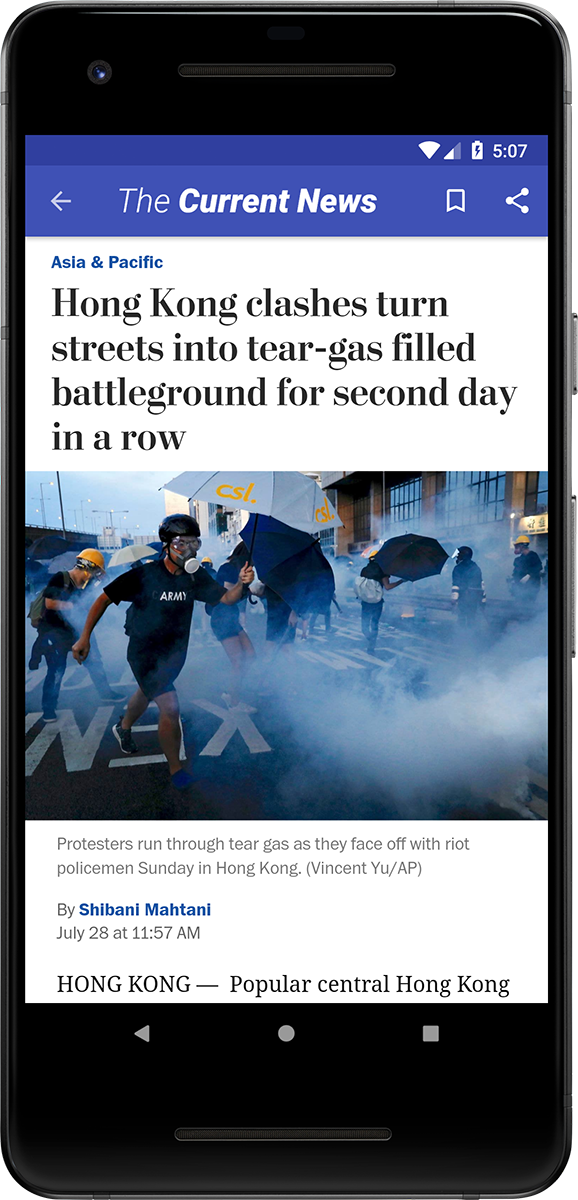 5:07
The Current News
Asia & Pacific
Hong Kong clashes turn
streets into tear-gas filled
battleground for second day
in a row
csl.
csl.
ARMY
Protesters run through tear gas as they face off with riot
policemen Sunday in Hong Kong. (Vincent Yu/AP)
By Shibani Mahtani
July 28 at 11:57 AM
HONG KONG — Popular central Hong Kong